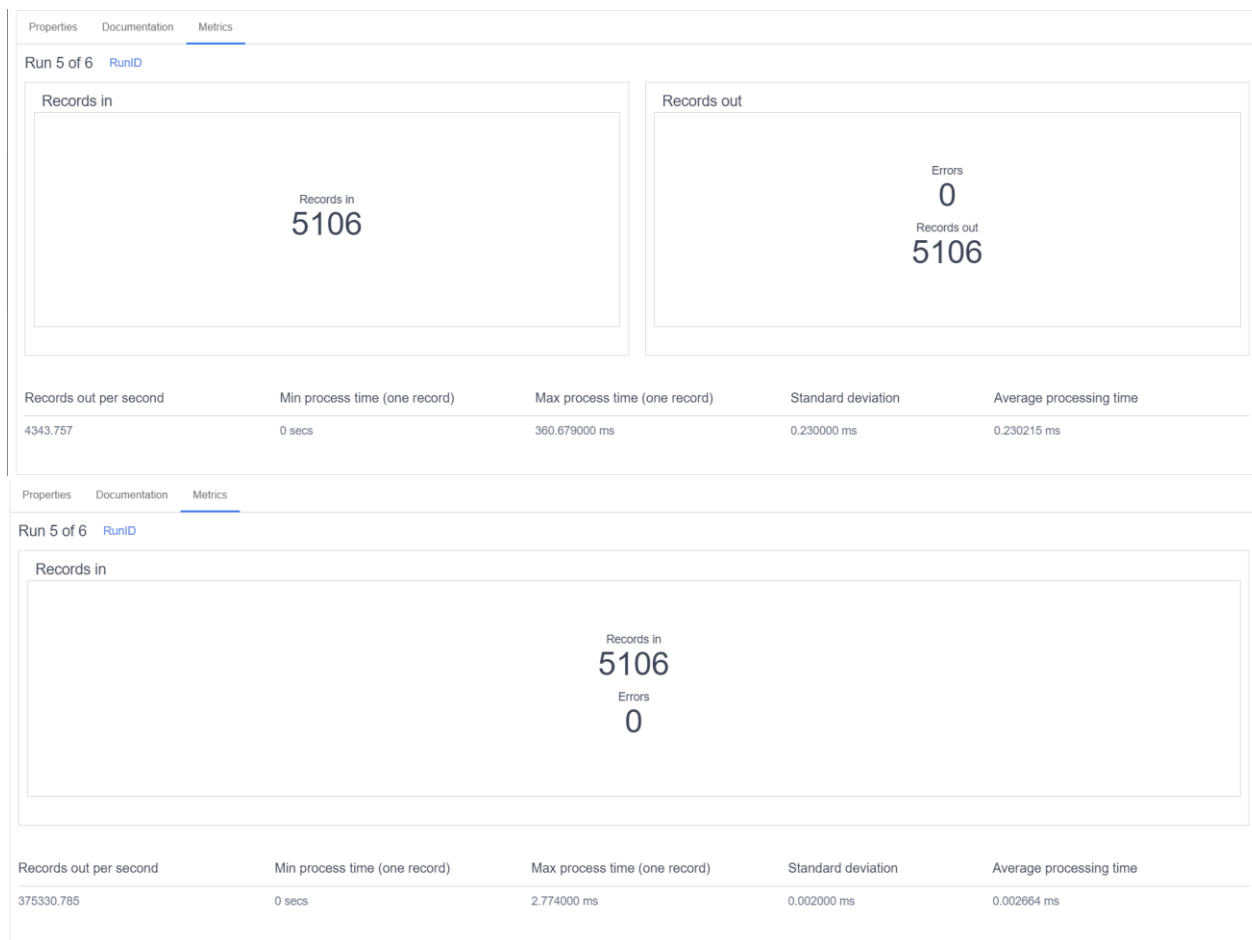 Properties Documentation Metrics
Run 5 of 6 RunID
Records in
Records in
5106
Records out
Errors
0
Records out
5106
Records out per second Min process time (one record) Max process time (one record) Standard deviation Average processing time
4343.757 0 secs 360.679000 ms 0.230000 ms 0.230215 ms
Properties Documentation Metrics
Run 5 of 6 RunID
Records in
Records in
5106
Errors
0
Records out per second Min process time (one record) Max process time (one record) Standard deviation Average processing time
375330.785 0 secs 2.774000 ms 0.002000 ms 0.002664 ms